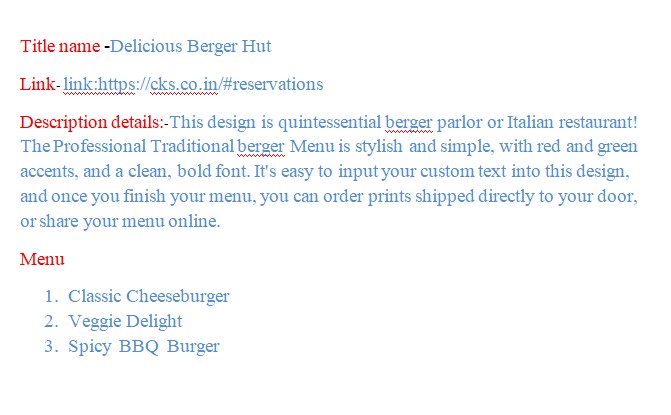 Title name -Delicious Berger Hut
Link- link:https://cks.co.in/#reservations
Description details:-This design is quintessential berger parlor or Italian restaurant!
The Professional Traditional berger Menu is stylish and simple, with red and green
accents, and a clean, bold font. It's easy to input your custom text into this design,
and once you finish your menu, you can order prints shipped directly to your door,
or share your menu online.
Menu
1. Classic Cheeseburger
2. Veggie Delight
3. Spicy BBQ Burger